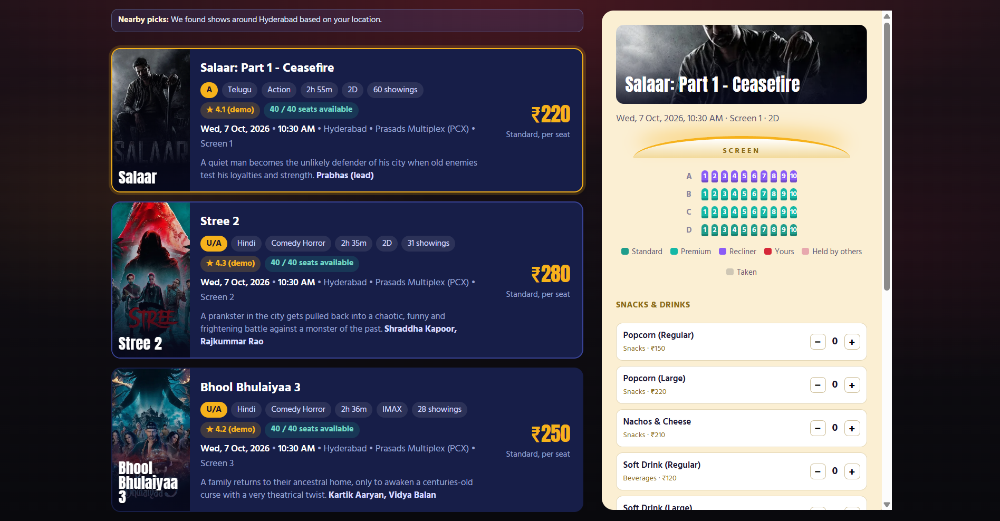 Nearby picks: We found shows around Hyderabad based on your location.
SALAAR
Salaar
Salaar: Part 1 - Ceasefire
A Telugu Action 2h 55m 2D 60 showings
★ 4.1 (demo) 40 / 40 seats available
Wed, 7 Oct, 2026 • 10:30 AM • Hyderabad • Prasads Multiplex (PCX) •
Screen 1
A quiet man becomes the unlikely defender of his city when old enemies
test his loyalties and strength. Prabhas (lead)
₹220
Standard, per seat
STREE
Stree 2
Stree 2
U/A Hindi Comedy Horror 2h 35m 2D 31 showings
★ 4.3 (demo) 40 / 40 seats available
Wed, 7 Oct, 2026 • 10:30 AM • Hyderabad • Prasads Multiplex (PCX) •
Screen 2
A prankster in the city gets pulled back into a chaotic, funny and
frightening battle against a monster of the past. Shraddha Kapoor,
Rajkummar Rao
₹280
Standard, per seat
Bhool
Bhulaiyaa
3
Bhool Bhulaiyaa 3
U/A Hindi Comedy Horror 2h 36m IMAX 28 showings
★ 4.2 (demo) 40 / 40 seats available
Wed, 7 Oct, 2026 • 10:30 AM • Hyderabad • Prasads Multiplex (PCX) •
Screen 3
A family returns to their ancestral home, only to awaken a centuries-old
curse with a very theatrical twist. Kartik Aaryan, Vidya Balan
₹250
Standard, per seat
Salaar: Part 1 - Ceasefire
Wed, 7 Oct, 2026, 10:30 AM · Screen 1 · 2D
SCREEN
A 1 2 3 4 5 6 7 8 9 10
B 1 2 3 4 5 6 7 8 9 10
C 1 2 3 4 5 6 7 8 9 10
D 1 2 3 4 5 6 7 8 9 10
Standard Premium Recliner Yours Held by others
Taken
SNACKS & DRINKS
Popcorn (Regular)
Snacks · ₹150
− 0 +
Popcorn (Large)
Snacks · ₹220
− 0 +
Nachos & Cheese
Snacks · ₹210
− 0 +
Soft Drink (Regular)
Beverages · ₹120
− 0 +
Soft Drink (Large)